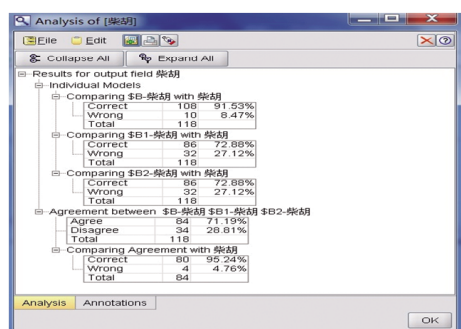 Analysis of [柴胡]
File Edit
Collapse All Expand All
Results for output field 柴胡
Individual Models
Comparing $B-柴胡 with 柴胡
Correct 108 91.53%
Wrong 10 8.47%
Total 118
Comparing $B1-柴胡 with 柴胡
Correct 86 72.88%
Wrong 32 27.12%
Total 118
Comparing $B2-柴胡 with 柴胡
Correct 86 72.88%
Wrong 32 27.12%
Total 118
Agreement between $B-柴胡 $B1-柴胡 $B2-柴胡
Agree 84 71.19%
Disagree 34 28.81%
Total 118
Comparing Agreement with 柴胡
Correct 80 95.24%
Wrong 4 4.76%
Total 84
Analysis Annotations
OK